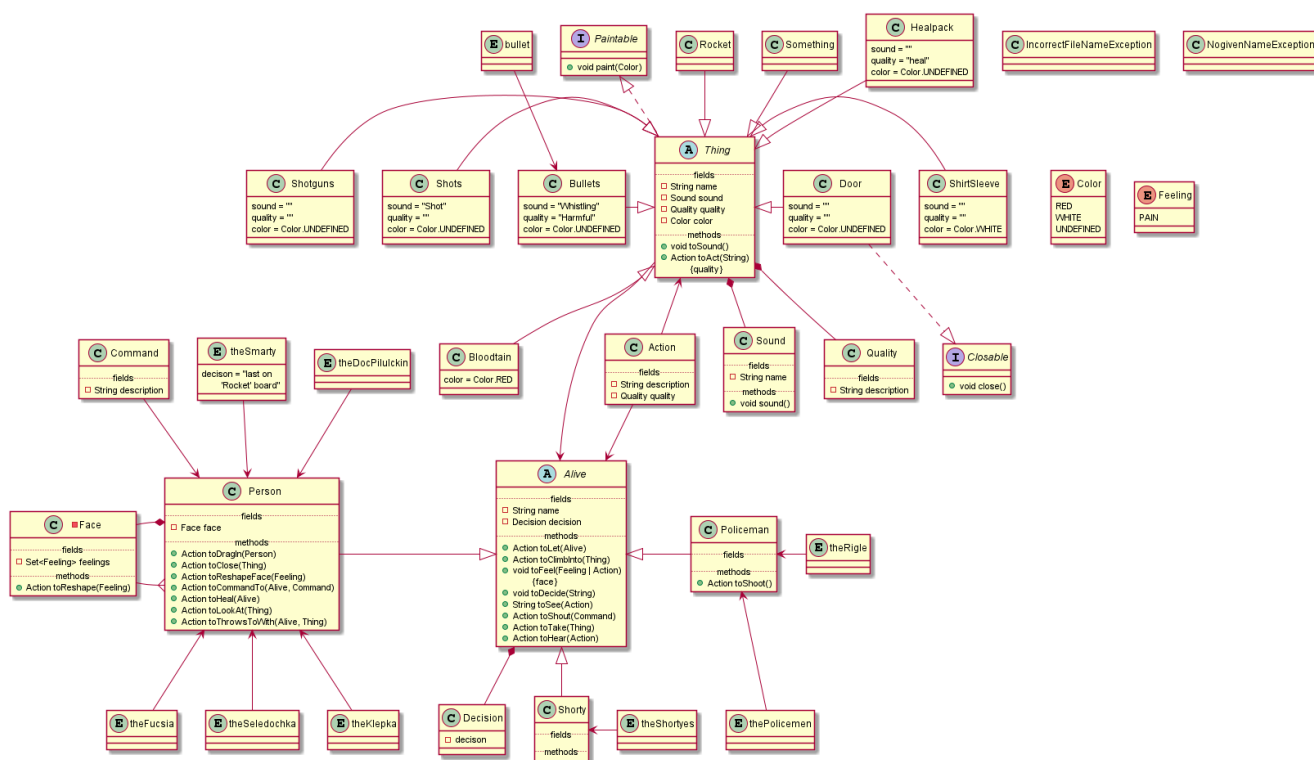 E bullet
I Paintable
void paint(Color)
C Rocket
C Something
C Healpack
sound = ""
quality = "heal"
color = Color.UNDEFINED
C IncorrectFileNameException
C NogivenNameException
C Shotguns
sound = ""
quality = ""
color = Color.UNDEFINED
C Shots
sound = "Shot"
quality = ""
color = Color.UNDEFINED
C Bullets
sound = "Whistling"
quality = "Harmful"
color = Color.UNDEFINED
A Thing
fields
String name
Sound sound
Quality quality
Color color
methods
void toSound()
Action toAct(String)
{quality}
C Door
sound = ""
quality = ""
color = Color.UNDEFINED
C ShirtSleeve
sound = ""
quality = ""
color = Color.WHITE
E Color
RED
WHITE
UNDEFINED
E Feeling
PAIN
C Command
fields
String description
E theSmarty
decison = "last on
'Rocket' board"
E theDocPilulckin
C Bloodtain
color = Color.RED
C Action
fields
String description
Quality quality
C Sound
fields
String name
methods
void sound()
C Quality
fields
String description
I Closable
void close()
C Face
fields
Set<Feeling> feelings
methods
Action toReshape(Feeling)
C Person
fields
Face face
methods
Action toDragIn(Person)
Action toClose(Thing)
Action toReshapeFace(Feeling)
Action toCommandTo(Alive, Command)
Action toHeal(Alive)
Action toLookAt(Thing)
Action toThrowsToWith(Alive, Thing)
A Alive
fields
String name
Decision decision
methods
Action toLet(Alive)
Action toClimbInto(Thing)
void toFeel(Feeling | Action)
{face}
void toDecide(String)
String toSee(Action)
Action toShout(Command)
Action toTake(Thing)
Action toHear(Action)
C Policeman
fields
methods
Action toShoot()
E theRigle
E theFucsia
E theSeledochka
E theKlepka
C Decision
decison
C Shorty
fields
methods
E theShortyes
E thePolicemen